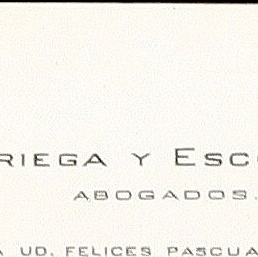 RIEGA Y ESC
ABOGADOS.
UD. FELICES PASCUA